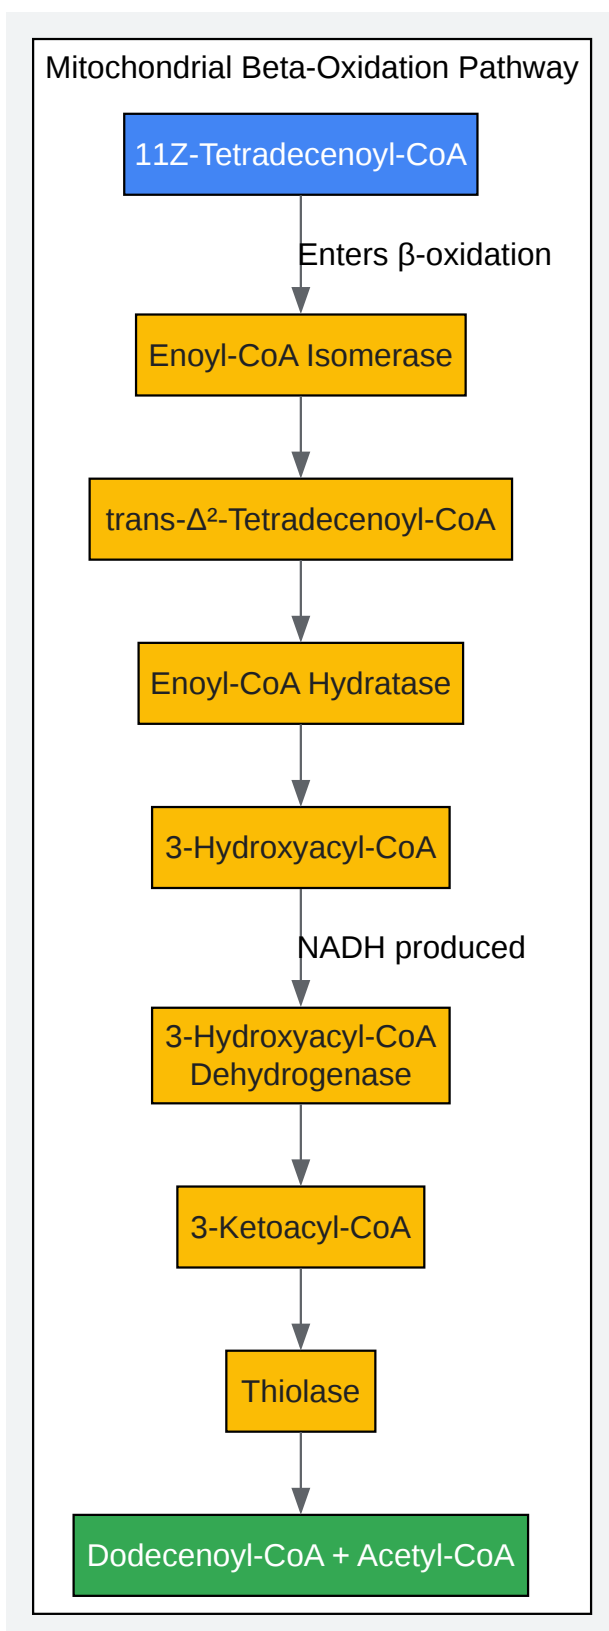 Mitochondrial Beta-Oxidation Pathway
11Z-Tetradecenoyl-CoA
Enters β-oxidation
Enoyl-CoA Isomerase
trans-Δ²-Tetradecenoyl-CoA
Enoyl-CoA Hydratase
3-Hydroxyacyl-CoA
NADH produced
3-Hydroxyacyl-CoA
Dehydrogenase
3-Ketoacyl-CoA
Thiolase
Dodecenoyl-CoA + Acetyl-CoA